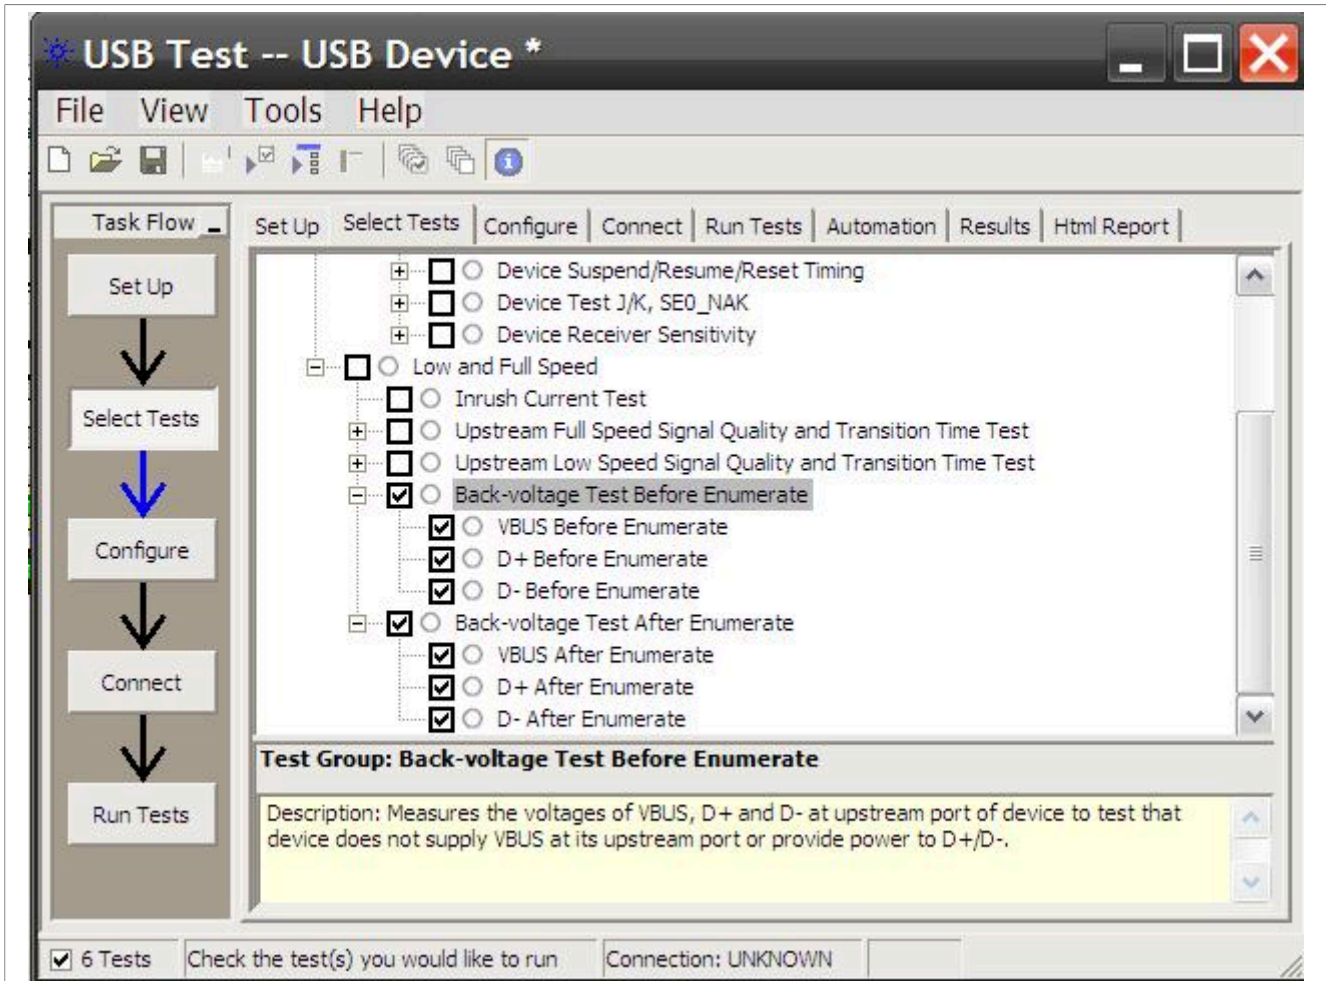 USB Test -- USB Device *
File View Tools Help
Task Flow
Set Up Select Tests Configure Connect Run Tests Automation Results Html Report
Set Up
Select Tests
Configure
Connect
Run Tests
Device Suspend/Resume/Reset Timing
Device Test J/K, SE0_NAK
Device Receiver Sensitivity
Low and Full Speed
Inrush Current Test
Upstream Full Speed Signal Quality and Transition Time Test
Upstream Low Speed Signal Quality and Transition Time Test
Back-voltage Test Before Enumerate
VBUS Before Enumerate
D+ Before Enumerate
D- Before Enumerate
Back-voltage Test After Enumerate
VBUS After Enumerate
D+ After Enumerate
D- After Enumerate
Test Group: Back-voltage Test Before Enumerate
Description: Measures the voltages of VBUS, D+ and D- at upstream port of device to test that
device does not supply VBUS at its upstream port or provide power to D+/D-.
6 Tests Check the test(s) you would like to run Connection: UNKNOWN